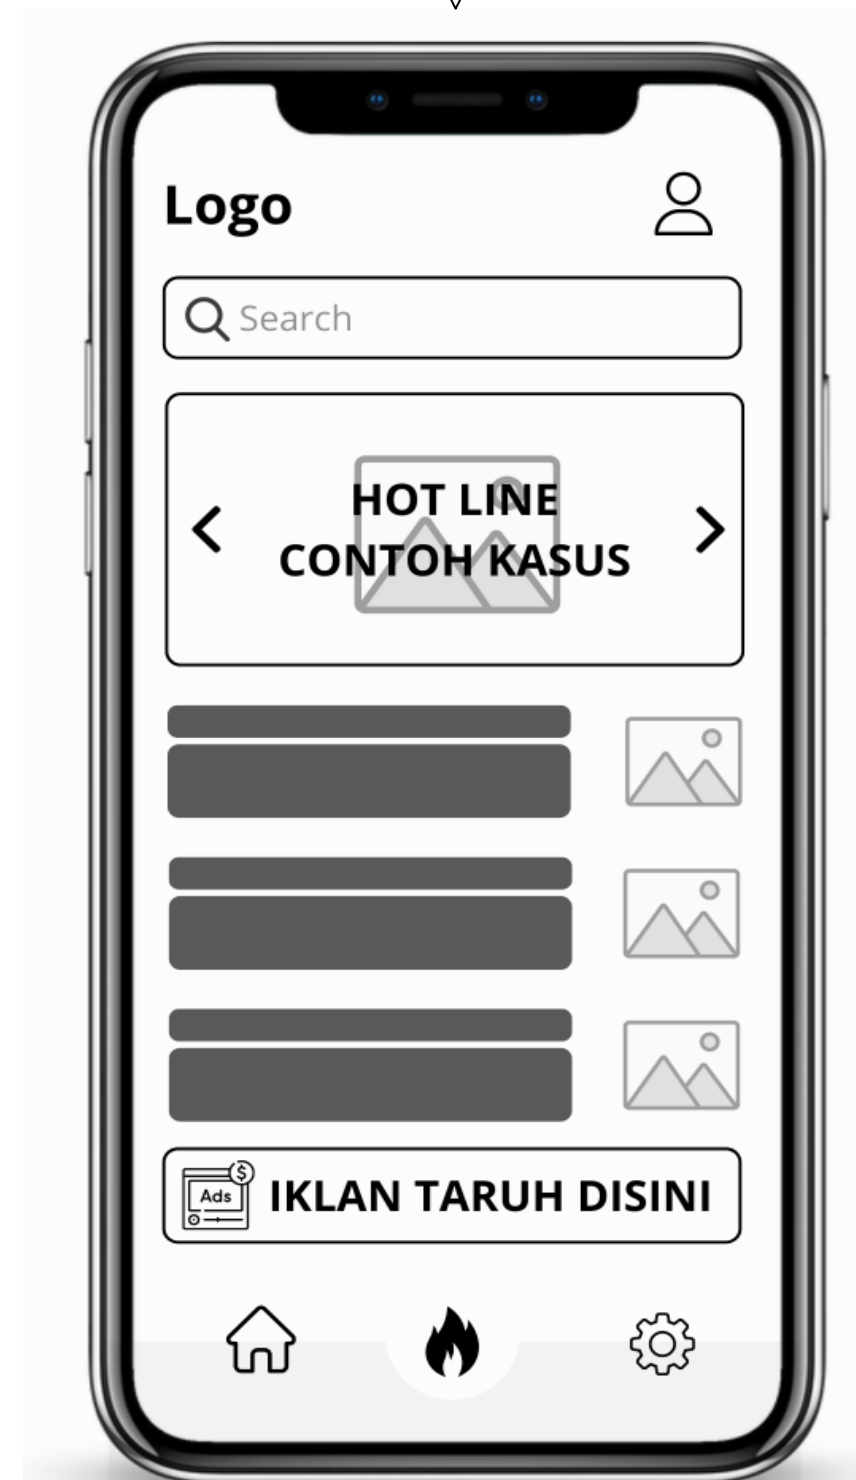 Logo
Search
HOT LINE
CONTOH KASUS
Ads
$
IKLAN TARUH DISINI